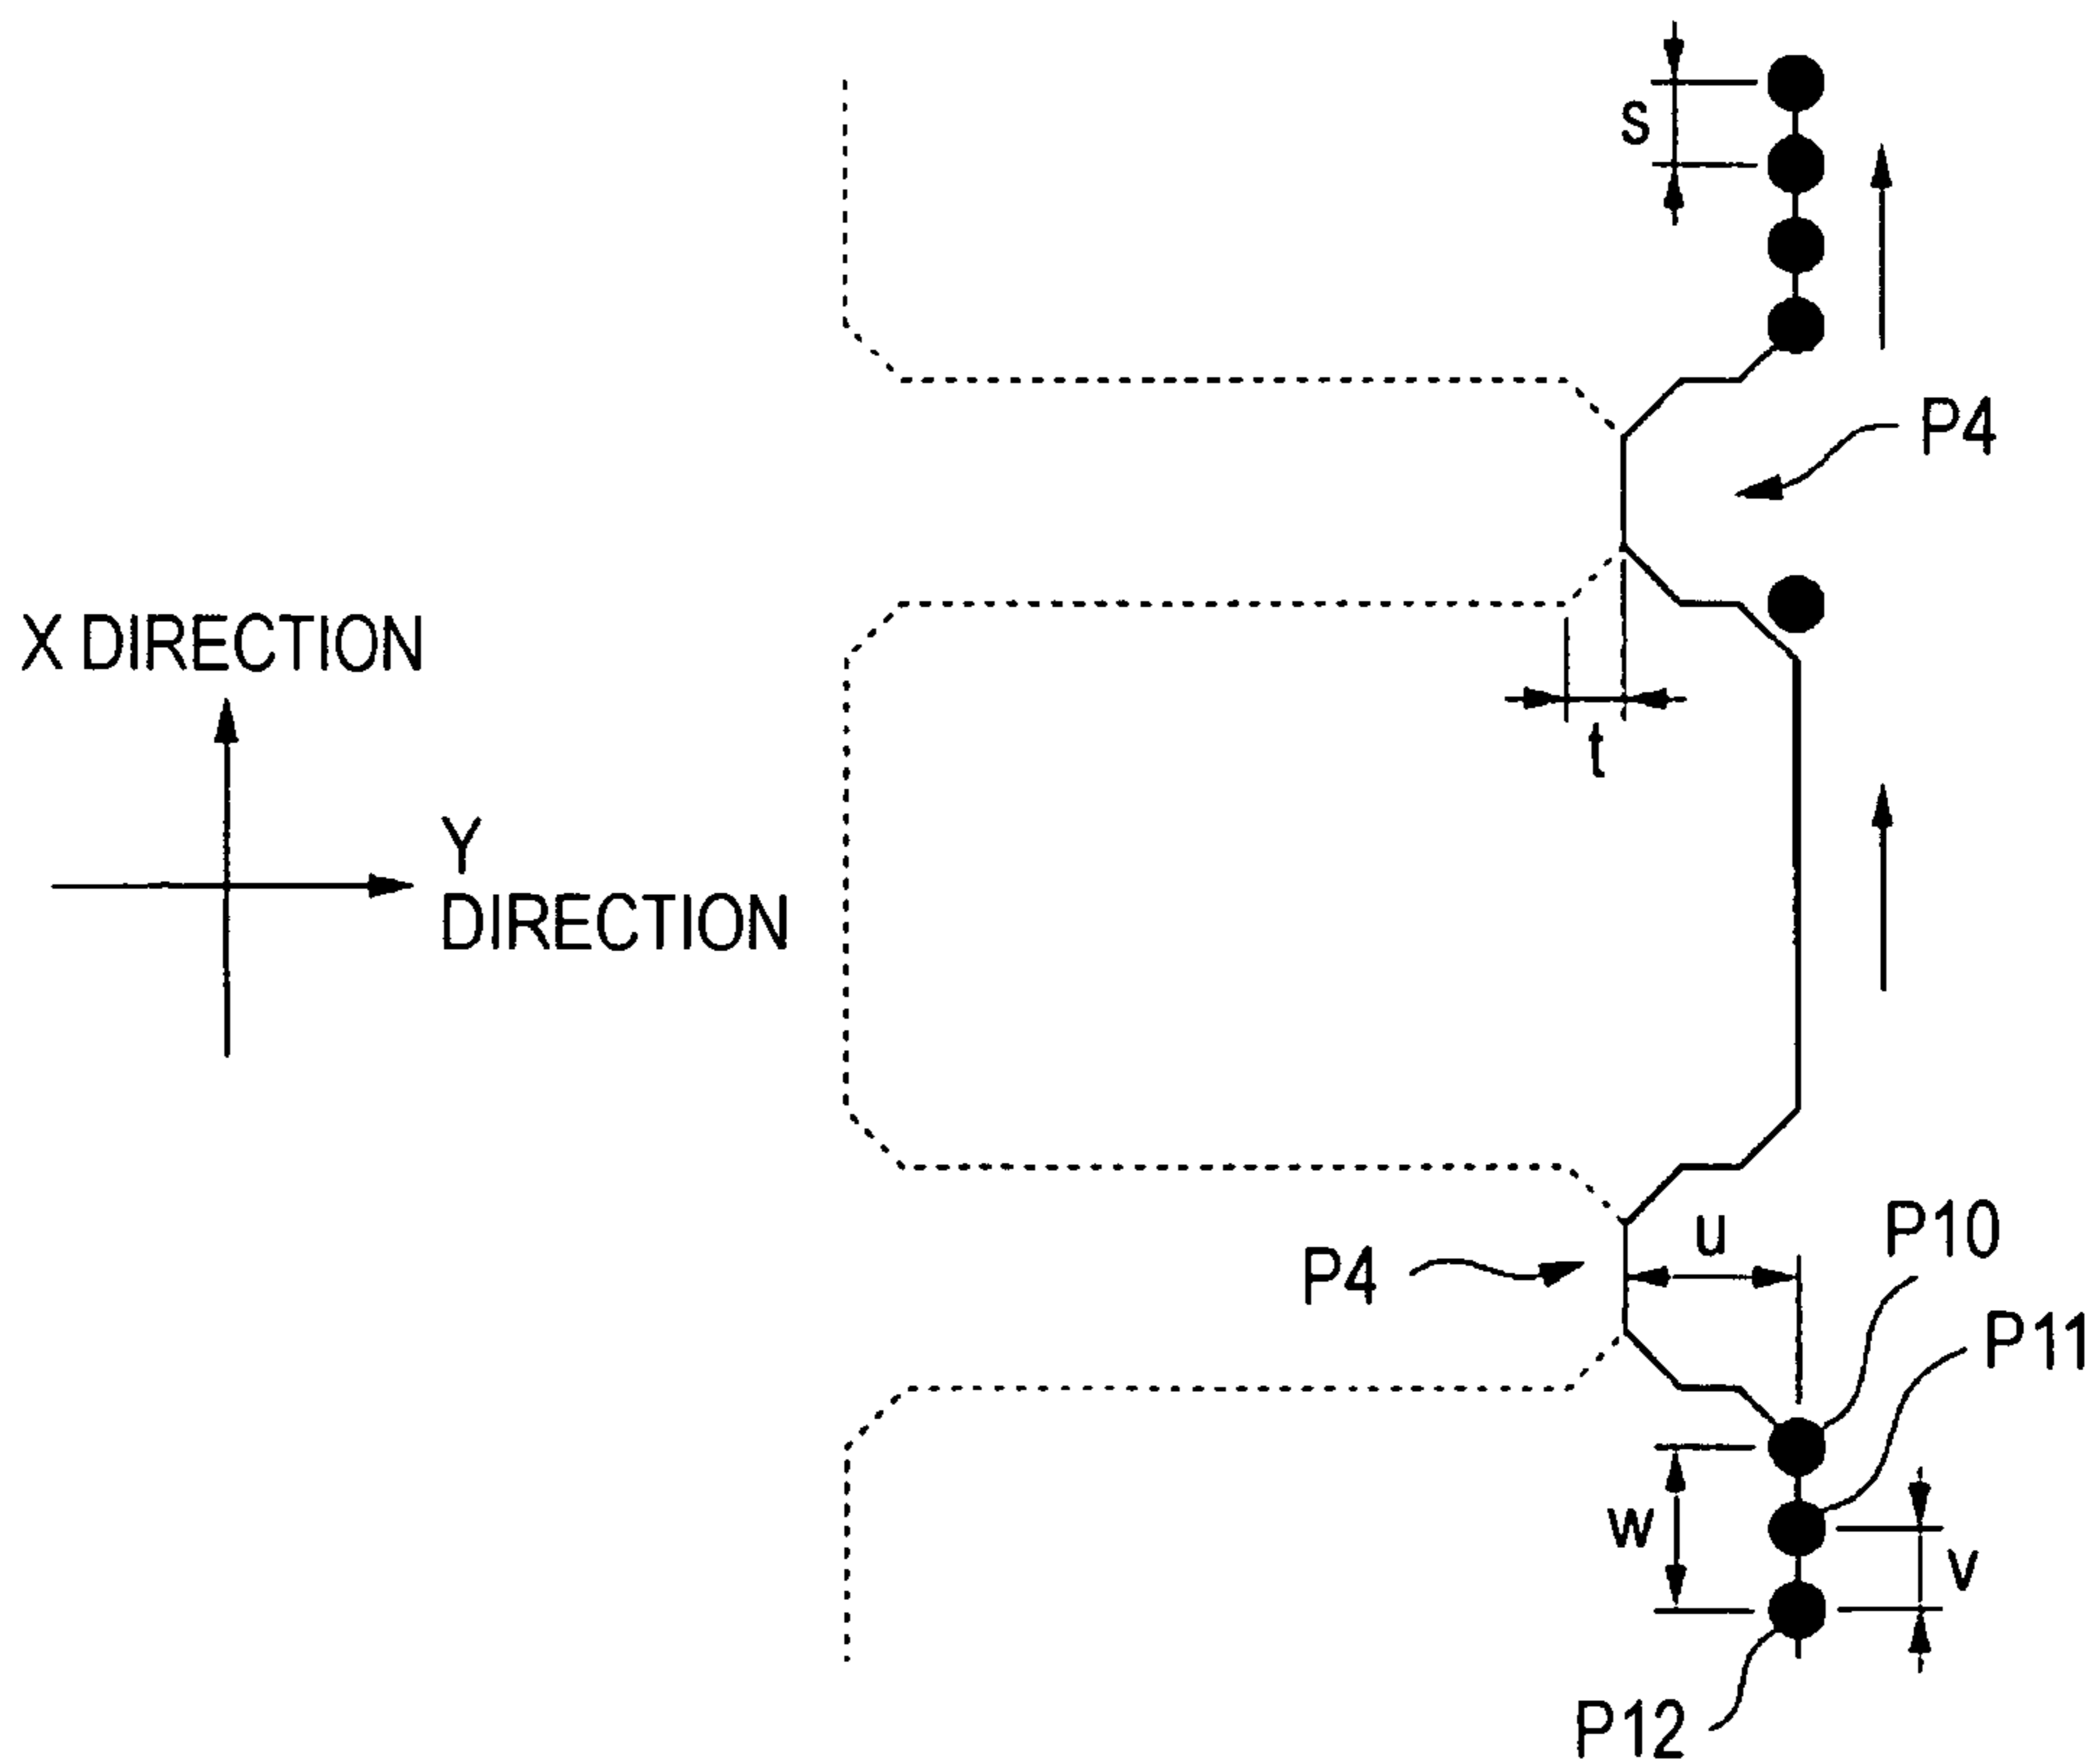 s
P4
X DIRECTION
t
Y
DIRECTION
P10
u
P4
P11
w
v
P12